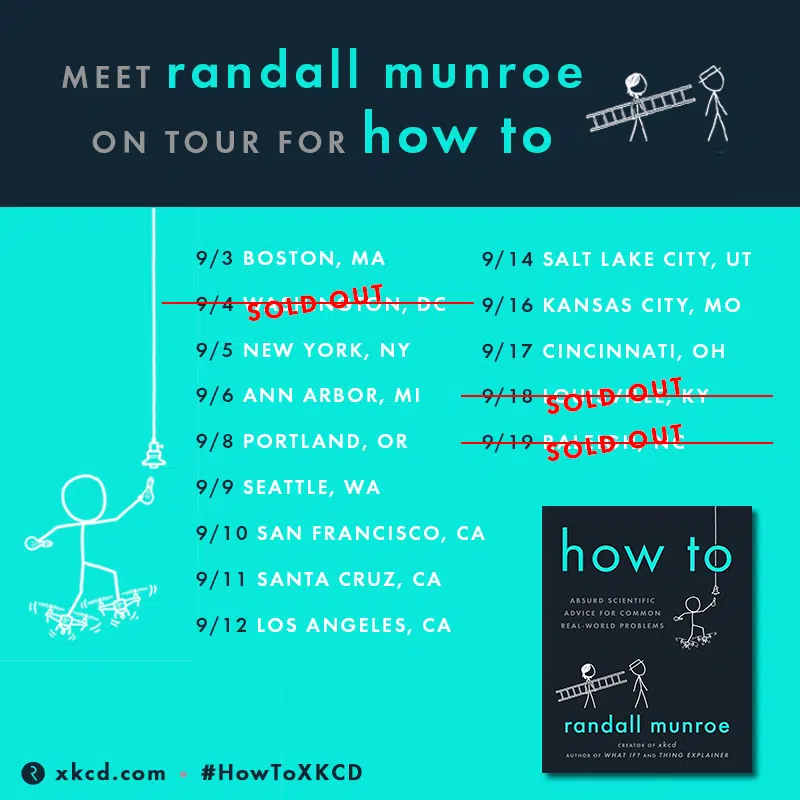 MEET randall munroe
ON TOUR FOR how to
9/3 BOSTON, MA
9/4 WASHINGTON, DC
SOLD OUT
9/5 NEW YORK, NY
9/6 ANN ARBOR, MI
9/8 PORTLAND, OR
9/9 SEATTLE, WA
9/10 SAN FRANCISCO, CA
9/11 SANTA CRUZ, CA
9/12 LOS ANGELES, CA
9/14 SALT LAKE CITY, UT
9/16 KANSAS CITY, MO
9/17 CINCINNATI, OH
9/18 LOUISVILLE, KY
SOLD OUT
9/19 RALEIGH, NC
SOLD OUT
how to
ABSURD SCIENTIFIC
ADVICE FOR COMMON
REAL-WORLD PROBLEMS
randall munroe
CREATOR OF xkcd
AUTHOR OF WHAT IF? AND THING EXPLAINER
xkcd.com • #HowToXKCD